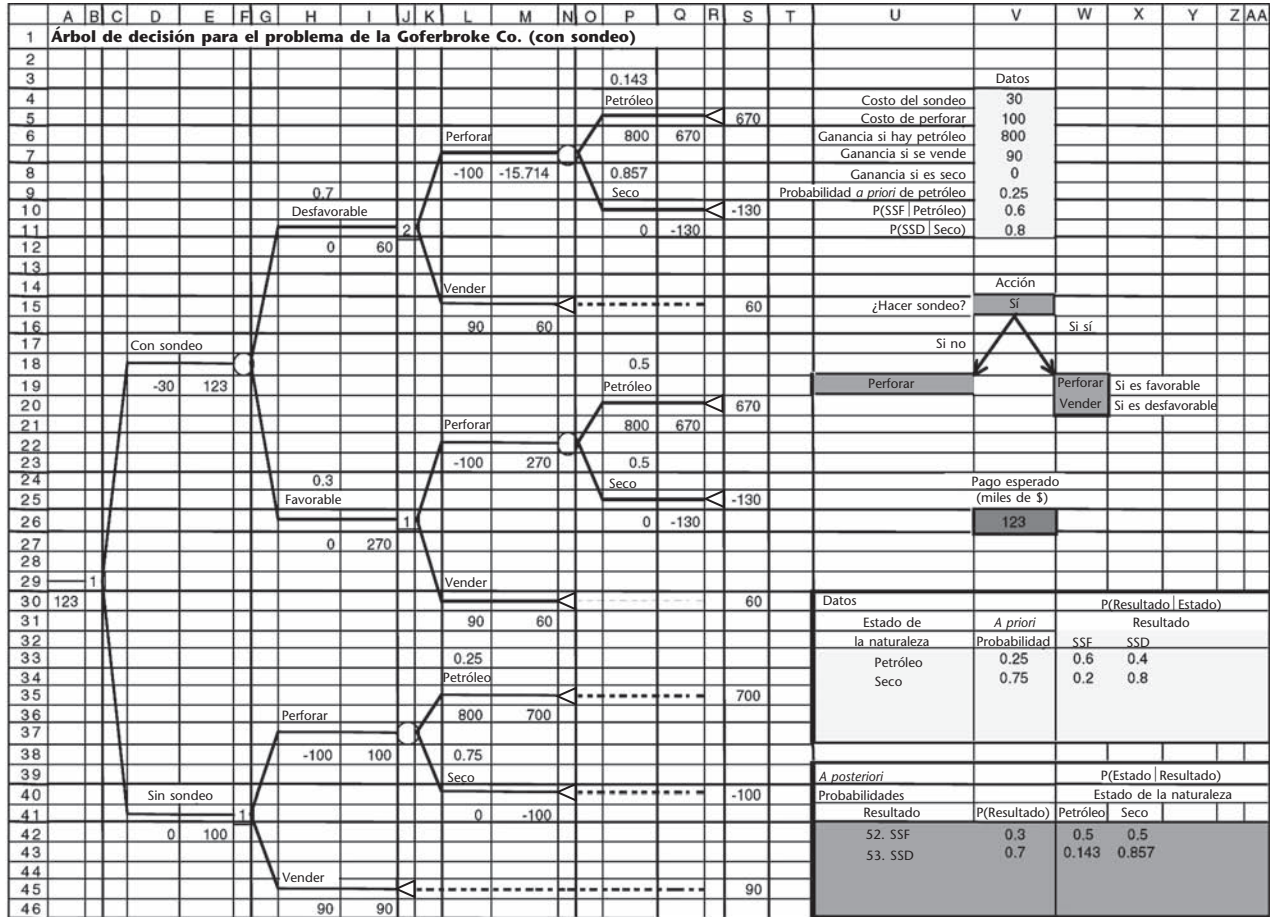 A B C D E F G H I J K L M N O P Q R S T U V W X Y Z AA
1 Árbol de decisión para el problema de la Goferbroke Co. (con sondeo)
2
3 0.143 Datos
4 Petróleo Costo del sondeo 30
5 670 Costo de perforar 100
6 Perforar 800 670 Ganancia si hay petróleo 800
7 Ganancia si se vende 90
8 -100 -15.714 0.857 Ganancia si es seco 0
9 0.7 Seco Probabilidad a priori de petróleo 0.25
10 Desfavorable -130 P(SSF|Petróleo) 0.6
11 2 0 -130 P(SSD|Seco) 0.8
12 0 60
13
14 Vender Acción
15 60 ¿Hacer sondeo? Sí
16 90 60 Si sí
17 Con sondeo Si no
18 0.5
19 -30 123 Petróleo Perforar Perforar Si es favorable
20 670 Vender Si es desfavorable
21 Perforar 800 670
22
23 -100 270 0.5
24 0.3 Seco Pago esperado
25 Favorable -130 (miles de $)
26 1 0 -130 123
27 0 270
28
29 1 Vender
30 123 60 Datos P(Resultado|Estado)
31 90 60 Estado de A priori Resultado
32 la naturaleza Probabilidad SSF SSD
33 0.25 Petróleo 0.25 0.6 0.4
34 Petróleo Seco 0.75 0.2 0.8
35 700
36 Perforar 800 700
37
38 -100 100 0.75
39 Seco A posteriori P(Estado|Resultado)
40 Sin sondeo -100 Probabilidades Estado de la naturaleza
41 1 0 -100 Resultado P(Resultado) Petróleo Seco
42 0 100 52. SSF 0.3 0.5 0.5
43 53. SSD 0.7 0.143 0.857
44 Vender
45 90
46 90 90